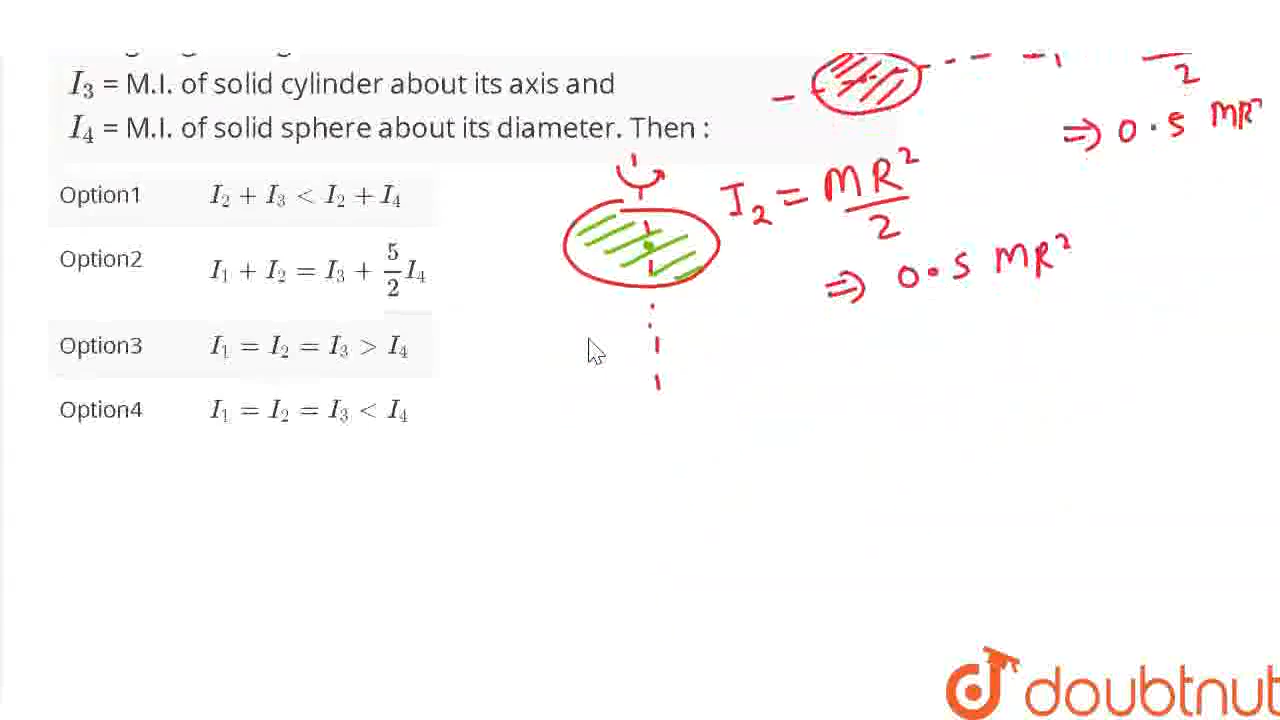 I₃ = M.I. of solid cylinder about its axis and
I₄ = M.I. of solid sphere about its diameter. Then :
2
⇒ 0.5 MR²
Option1 I₂ + I₃ < I₂ + I₄
I₂ = MR²/2
⇒ 0.5 MR²
Option2 I₁ + I₂ = I₃ + 5/2 I₄
Option3 I₁ = I₂ = I₃ > I₄
Option4 I₁ = I₂ = I₃ < I₄
doubtnut